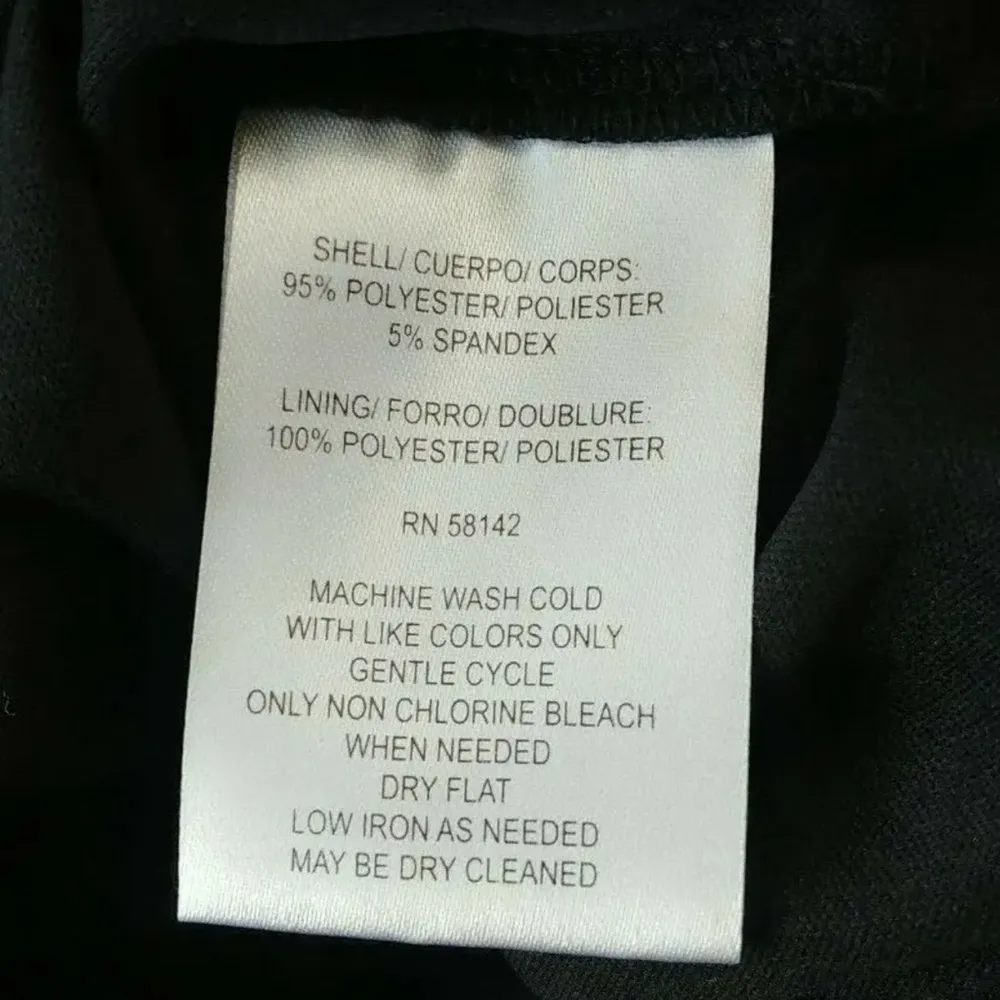 SHELL/ CUERPO/ CORPS:
95% POLYESTER/ POLIESTER
5% SPANDEX
LINING/ FORRO/ DOUBLURE:
100% POLYESTER/ POLIESTER
RN 58142
MACHINE WASH COLD
WITH LIKE COLORS ONLY
GENTLE CYCLE
ONLY NON CHLORINE BLEACH
WHEN NEEDED
DRY FLAT
LOW IRON AS NEEDED
MAY BE DRY CLEANED